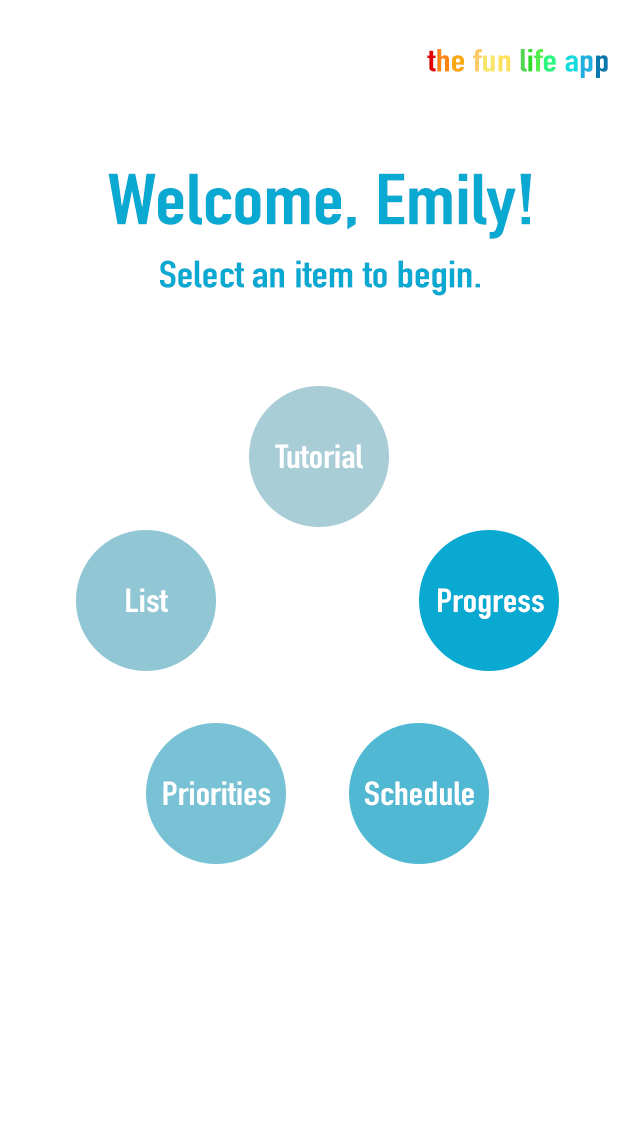 the fun life app
Welcome, Emily!
Select an item to begin.
Tutorial
List
Progress
Priorities
Schedule